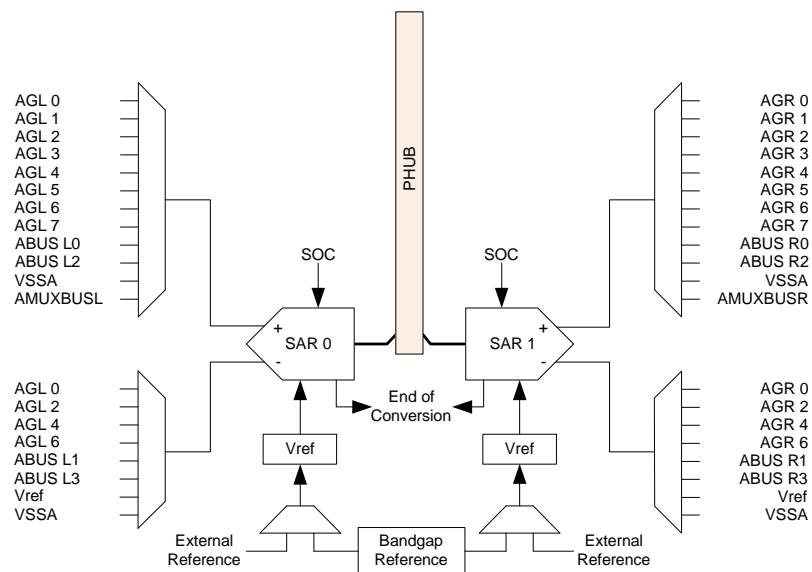 AGL 0
AGL 1
AGL 2
AGL 3
AGL 4
AGL 5
AGL 6
AGL 7
ABUS L0
ABUS L2
VSSA
AMUXBUSL
AGL 0
AGL 2
AGL 4
AGL 6
ABUS L1
ABUS L3
Vref
VSSA
PHUB
SOC
SOC
+
SAR 0
-
SAR 1
+
-
End of
Conversion
Vref
Vref
External
Reference
Bandgap
Reference
External
Reference
AGR 0
AGR 1
AGR 2
AGR 3
AGR 4
AGR 5
AGR 6
AGR 7
ABUS R0
ABUS R2
VSSA
AMUXBUSR
AGR 0
AGR 2
AGR 4
AGR 6
ABUS R1
ABUS R3
Vref
VSSA